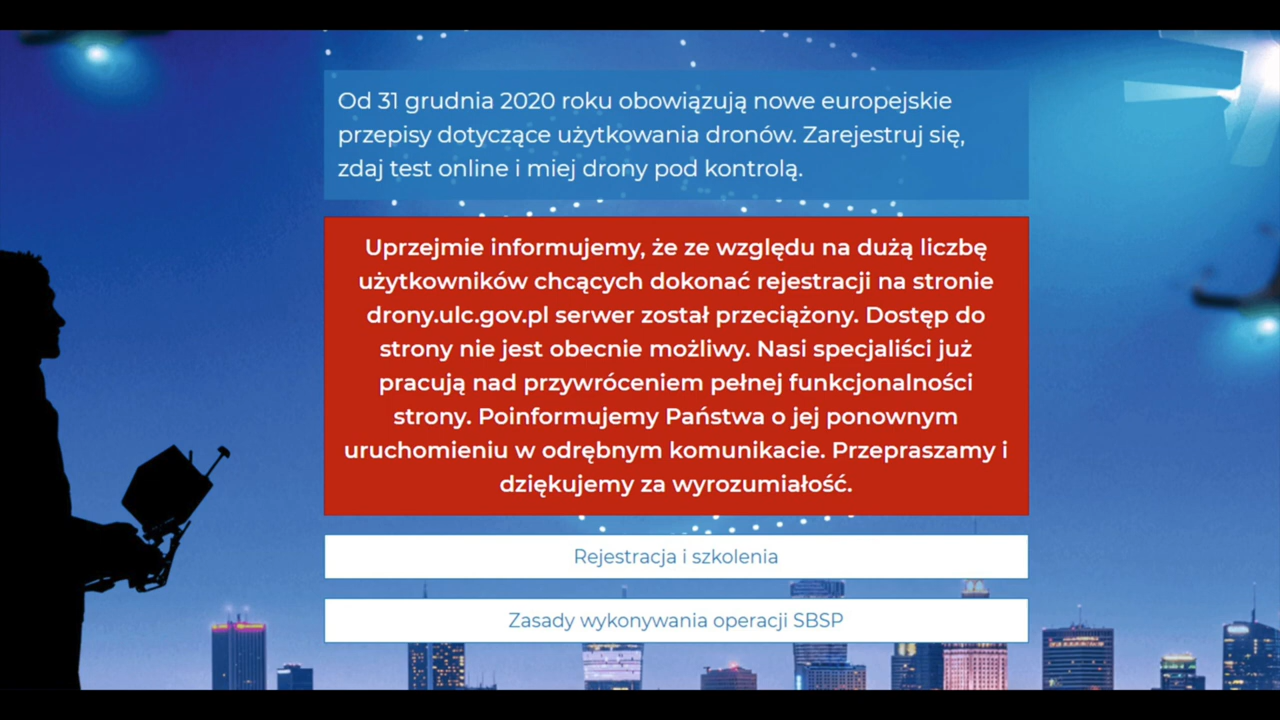 Od 31 grudnia 2020 roku obowiązują nowe europejskie
przepisy dotyczące użytkowania dronów. Zarejestruj się,
zdaj test online i miej drony pod kontrolą.
Uprzejmie informujemy, że ze względu na dużą liczbę
użytkowników chcących dokonać rejestracji na stronie
drony.ulc.gov.pl serwer został przeciążony. Dostęp do
strony nie jest obecnie możliwy. Nasi specjaliści już
pracują nad przywróceniem pełnej funkcjonalności
strony. Poinformujemy Państwa o jej ponownym
uruchomieniu w odrębnym komunikacie. Przepraszamy i
dziękujemy za wyrozumiałość.
Rejestracja i szkolenia
Zasady wykonywania operacji SBSP